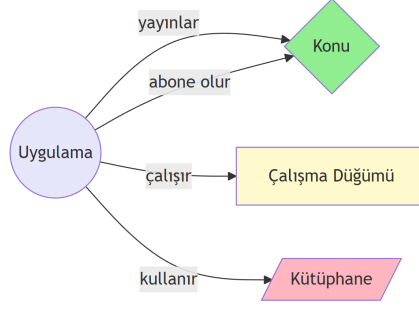 yayınlar
Konu
abone olur
Uygulama
çalışır
Çalışma Düğümü
kullanır
Kütüphane